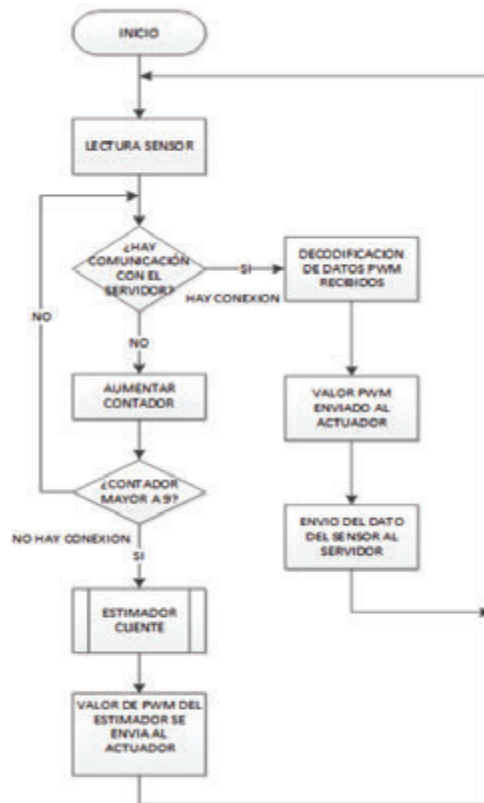 INICIO
LECTURA SENSOR
¿HAY
COMUNICACIÓN
CON EL
SERVIDOR?
SI
HAY CONEXION
DECODIFICACION
DE DATOS PWM
RECIBIDOS
NO
NO
AUMENTAR
CONTADOR
VALOR PWM
ENVIADO AL
ACTUADOR
¿CONTADOR
MAYOR A 9?
ENVIO DEL DATO
DEL SENSOR AL
SERVIDOR
NO HAY CONEXION
SI
ESTIMADOR
CLIENTE
VALOR DE PWM DEL
ESTIMADOR SE
ENVIA AL
ACTUADOR